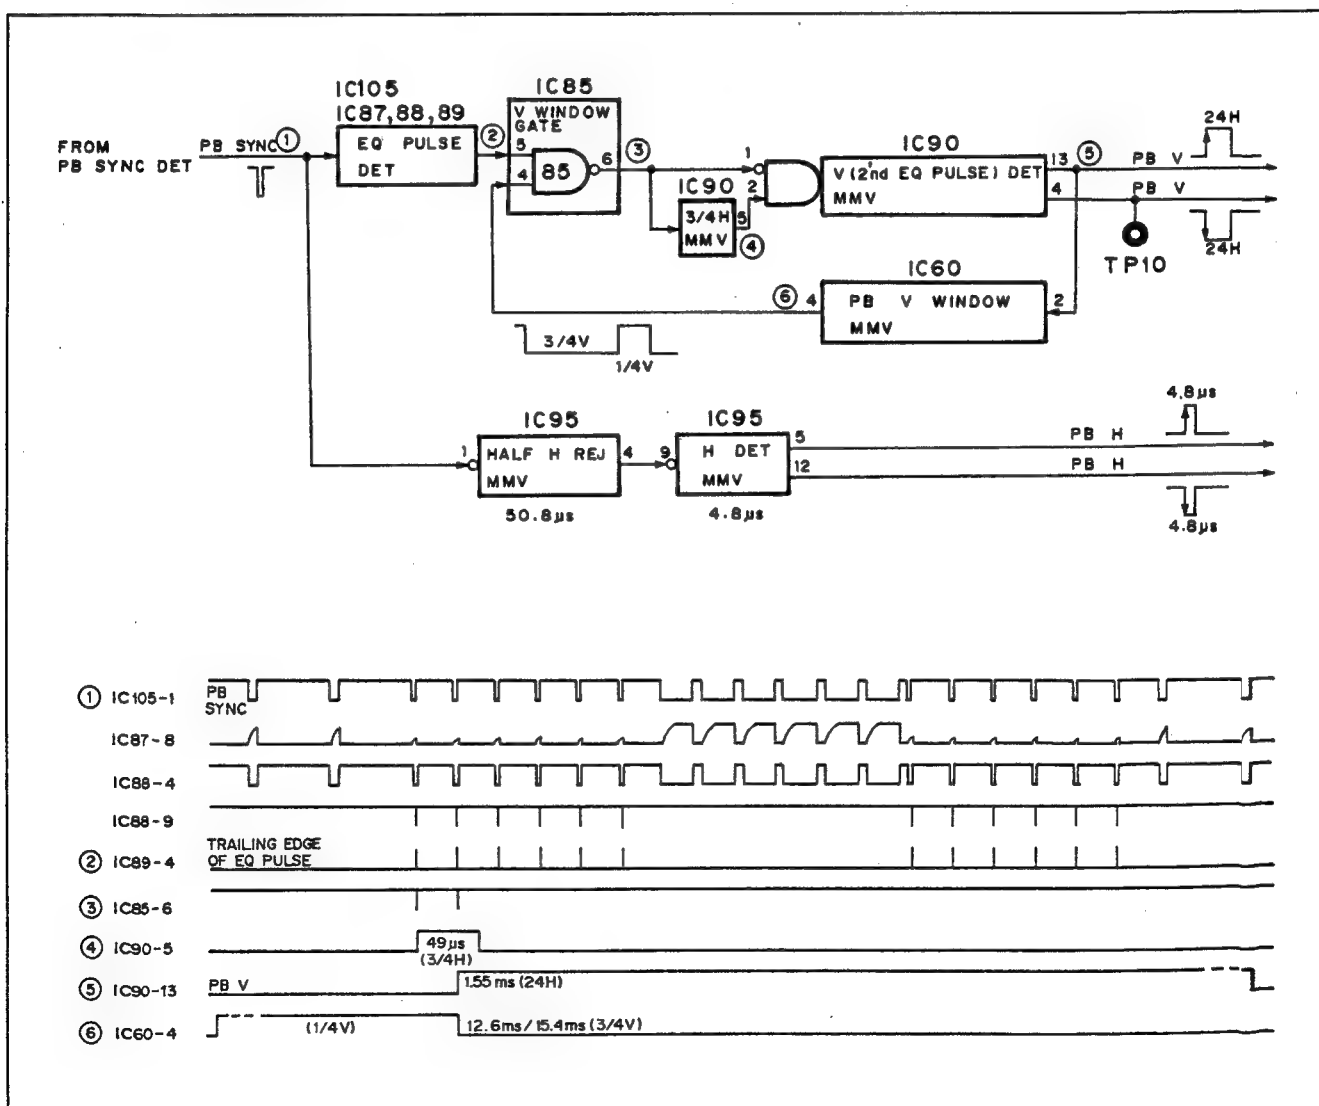 IC105
IC87,88,89
IC85
V WINDOW
GATE
FROM
PB SYNC DET
PB SYNC
①
EQ PULSE
DET
②
5
4
85
6
③
IC90
3/4H
MMV
5
④
1
2
IC90
V (2'nd EQ PULSE) DET
MMV
13
4
⑤
PB V
PB V
24H
24H
TP10
IC60
PB V WINDOW
MMV
⑥
4
2
3/4V
1/4V
IC95
1
HALF H REJ
MMV
4
50.8µs
IC95
9
H DET
MMV
5
12
4.8µs
PB H
PB H
4.8µs
4.8µs
① IC105-1
PB
SYNC
IC87-8
IC88-4
IC88-9
② IC89-4
TRAILING EDGE
OF EQ PULSE
③ IC85-6
④ IC90-5
49µs
(3/4H)
⑤ IC90-13
PB V
1.55ms (24H)
⑥ IC60-4
(1/4V)
12.6ms/15.4ms (3/4V)